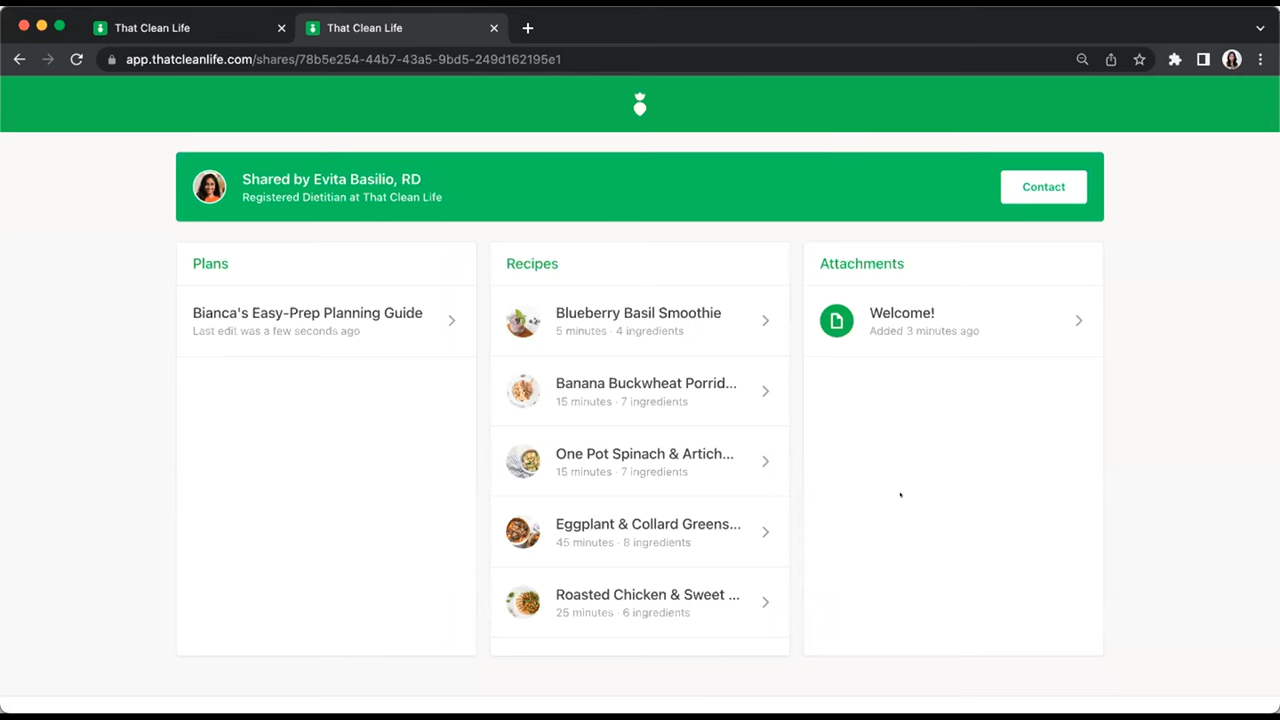 That Clean Life
That Clean Life
app.thatcleanlife.com/shares/78b5e254-44b7-43a5-9bd5-249d162195e1
Shared by Evita Basilio, RD
Registered Dietitian at That Clean Life
Contact
Plans
Bianca's Easy-Prep Planning Guide
Last edit was a few seconds ago
Recipes
Blueberry Basil Smoothie
5 minutes · 4 ingredients
Banana Buckwheat Porrid...
15 minutes · 7 ingredients
One Pot Spinach & Artich...
15 minutes · 7 ingredients
Eggplant & Collard Greens...
45 minutes · 8 ingredients
Roasted Chicken & Sweet ...
25 minutes · 6 ingredients
Attachments
Welcome!
Added 3 minutes ago